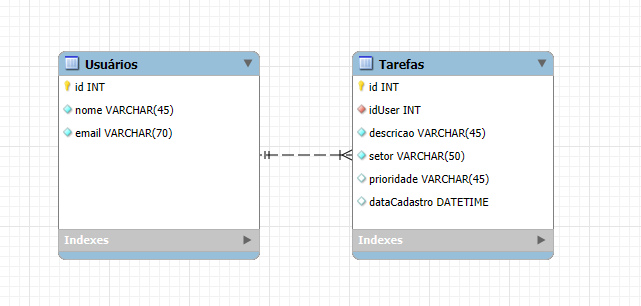 Usuários
id INT
nome VARCHAR(45)
email VARCHAR(70)
Indexes
Tarefas
id INT
idUser INT
descricao VARCHAR(45)
setor VARCHAR(50)
prioridade VARCHAR(45)
dataCadastro DATETIME
Indexes